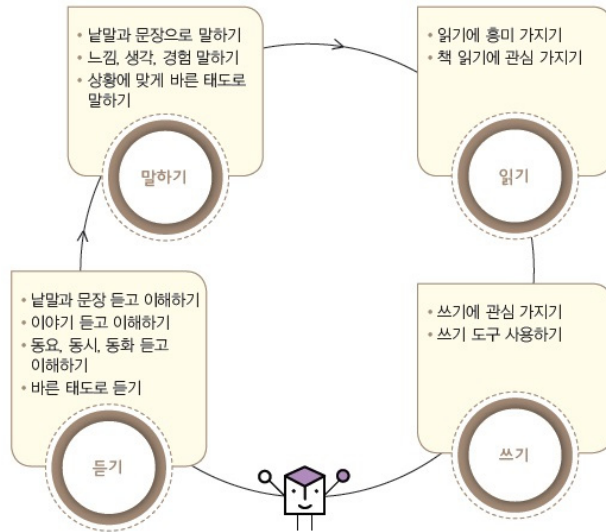 • 낱말과 문장으로 말하기
• 느낌, 생각, 경험 말하기
• 상황에 맞게 바른 태도로
말하기
말하기
• 읽기에 흥미 가지기
• 책 읽기에 관심 가지기
읽기
• 낱말과 문장 듣고 이해하기
• 이야기 듣고 이해하기
• 동요, 동시, 동화 듣고
이해하기
• 바른 태도로 듣기
듣기
• 쓰기에 관심 가지기
• 쓰기 도구 사용하기
쓰기